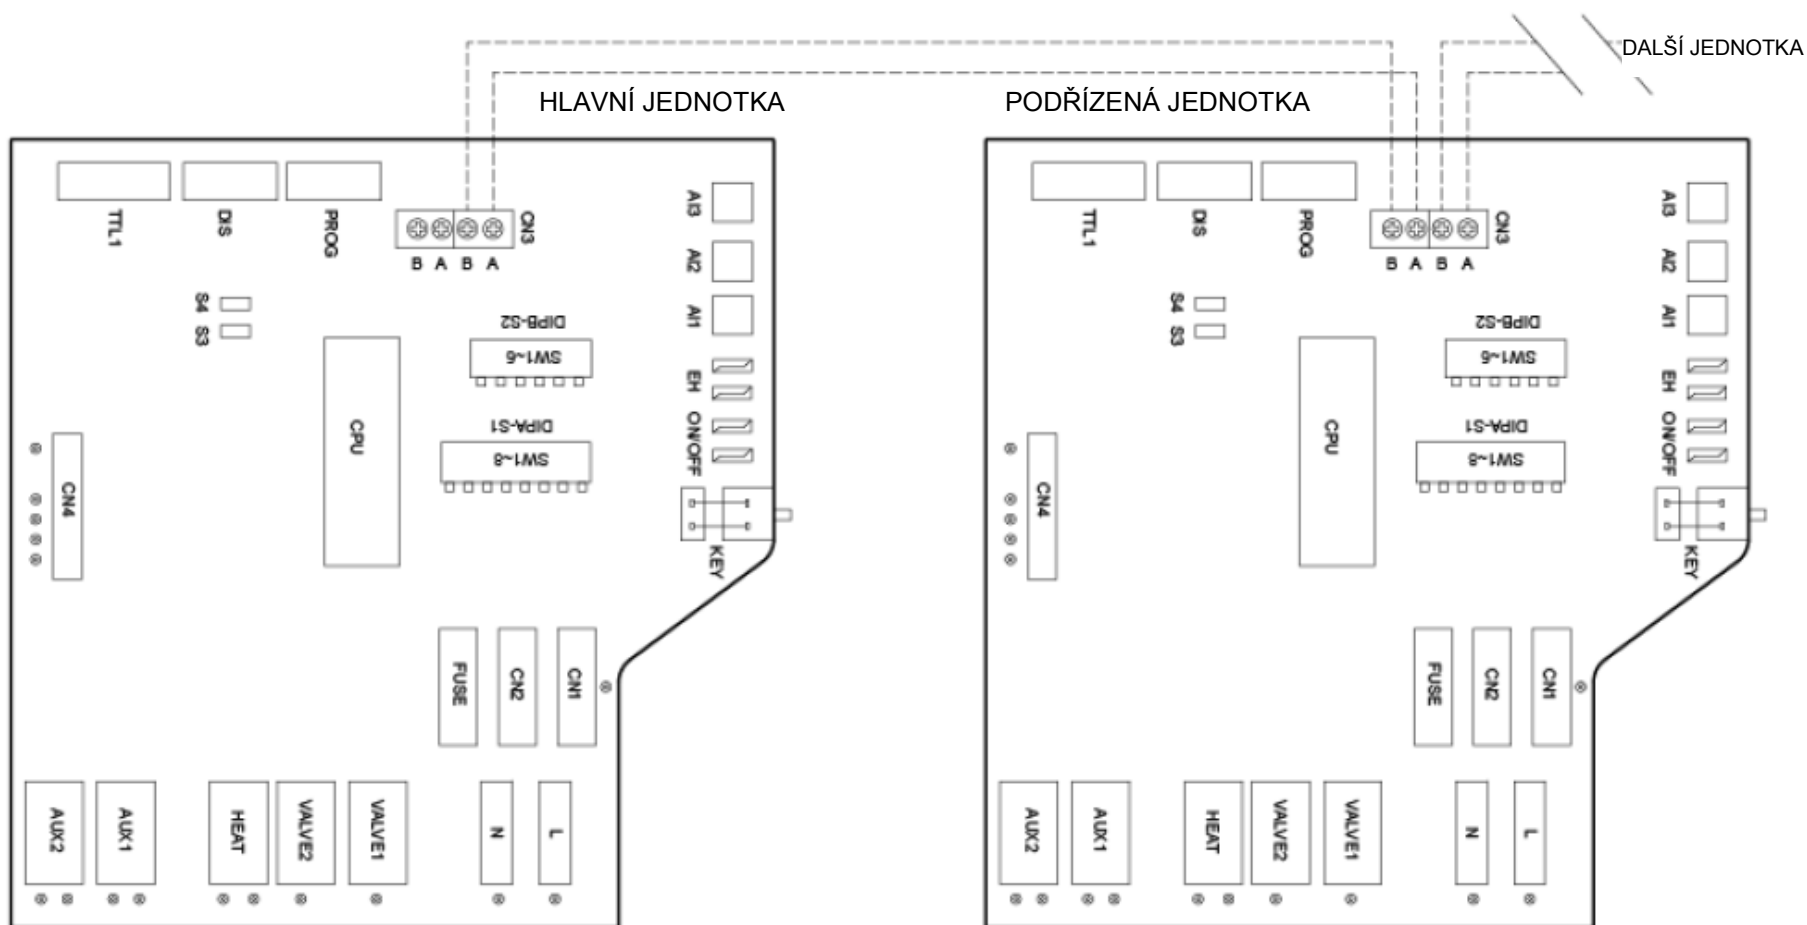 DALŠÍ JEDNOTKA
HLAVNÍ JEDNOTKA
PODŘÍZENÁ JEDNOTKA
TTL1
DIS
PROG
CN3
B A B A
AI3
AI2
AI1
EH
ON/OFF
KEY
S4
S3
DIPB-S2
SW1~6
DIPA-S1
SW1~8
CPU
CN4
FUSE
CN2
CN1
AUX2
AUX1
HEAT
VALVE2
VALVE1
N
L
TTL1
DIS
PROG
CN3
B A B A
AI3
AI2
AI1
EH
ON/OFF
KEY
S4
S3
DIPB-S2
SW1~6
DIPA-S1
SW1~8
CPU
CN4
FUSE
CN2
CN1
AUX2
AUX1
HEAT
VALVE2
VALVE1
N
L